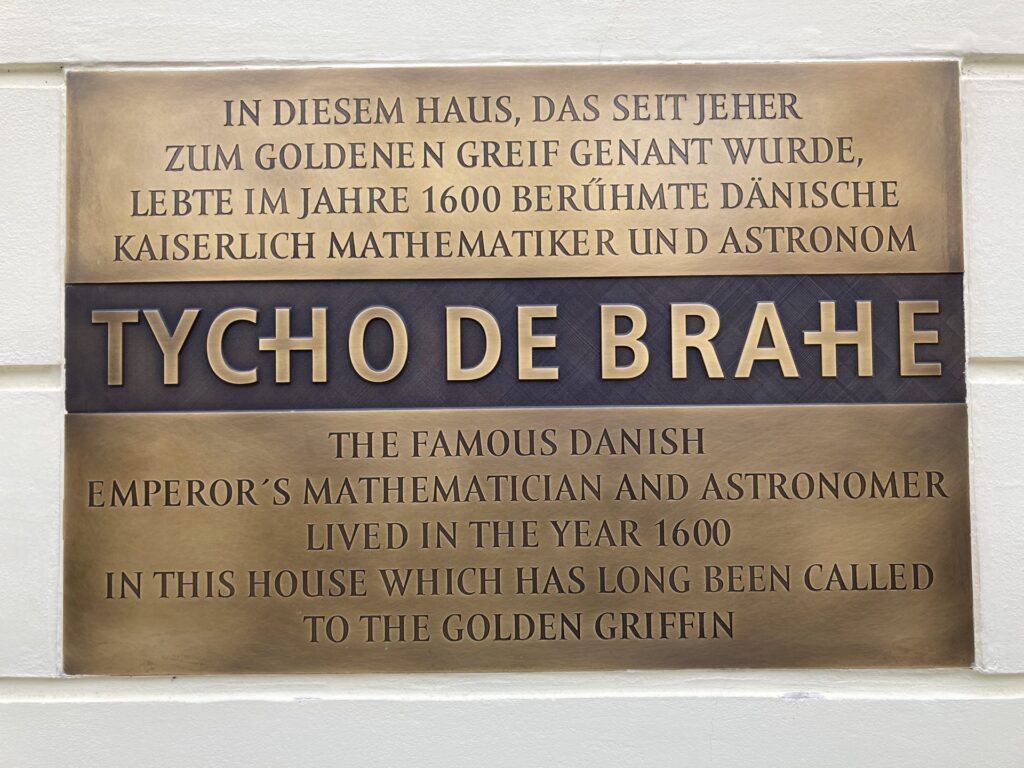 IN DIESEM HAUS, DAS SEIT JEHER
ZUM GOLDENEN GREIF GENANT WURDE,
LEBTE IM JAHRE 1600 BERŰHMTE DÄNISCHE
KAISERLICH MATHEMATIKER UND ASTRONOM
TYCHO DE BRAHE
THE FAMOUS DANISH
EMPEROR´S MATHEMATICIAN AND ASTRONOMER
LIVED IN THE YEAR 1600
IN THIS HOUSE WHICH HAS LONG BEEN CALLED
TO THE GOLDEN GRIFFIN